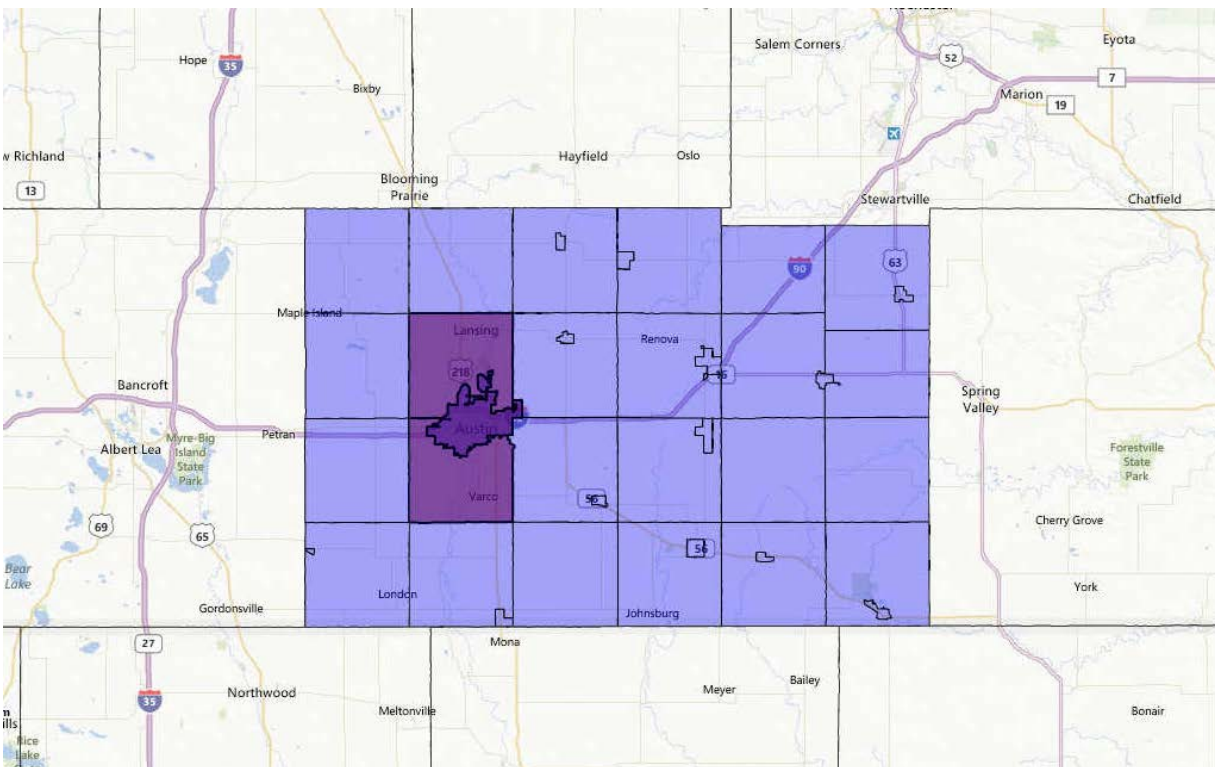 Hope
35
Bixby
Salem Corners
52
Eyota
7
Marion
19
Richland
13
Hayfield
Oslo
Blooming
Prairie
Stewartville
Chatfield
90
63
Maple Island
Lansing
Renova
218
16
Bancroft
Spring
Valley
Petran
Austin
Albert Lea
Myre-Big
Island
State
Park
Forestville
State
Park
Varco
56
69
65
Cherry Grove
56
Bear
Lake
London
Gordonsville
Johnsburg
York
27
Mona
35
Northwood
Meyer
Bailey
Meltonville
Bonair
Rice
Lake